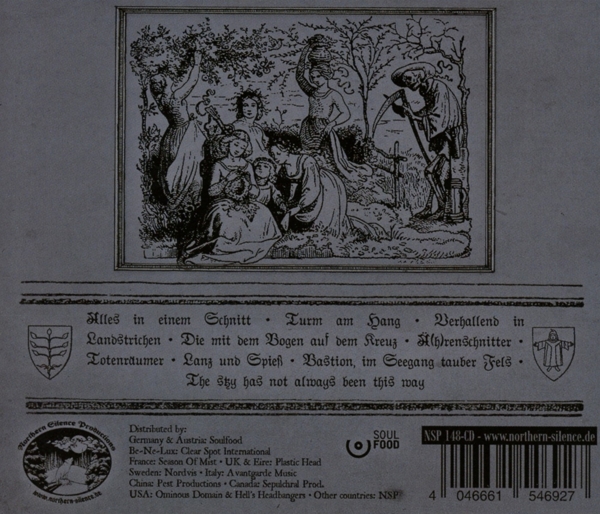 Alles in einem Schnitt • Turm am Hang • Verhallend in
Landstrichen • Die mit dem Bogen auf dem Kreuz • Ä(h)renschnitter •
Totenräumer • Lanz und Spieß • Bastion, im Seegang tauber Fels •
The sky has not always been this way
Northern Silence Productions
www.northern-silence.de
Distributed by:
Germany & Austria: Soulfood
Be-Ne-Lux: Clear Spot International
France: Season Of Mist • UK & Eire: Plastic Head
Sweden: Nordvis • Italy: Avantgarde Music
China: Pest Productions • Canada: Sepulchral Prod.
USA: Ominous Domain & Hell's Headbangers • Other countries: NSP
SOUL
FOOD
NSP 148-CD - www.northern-silence.de
4 046661 546927